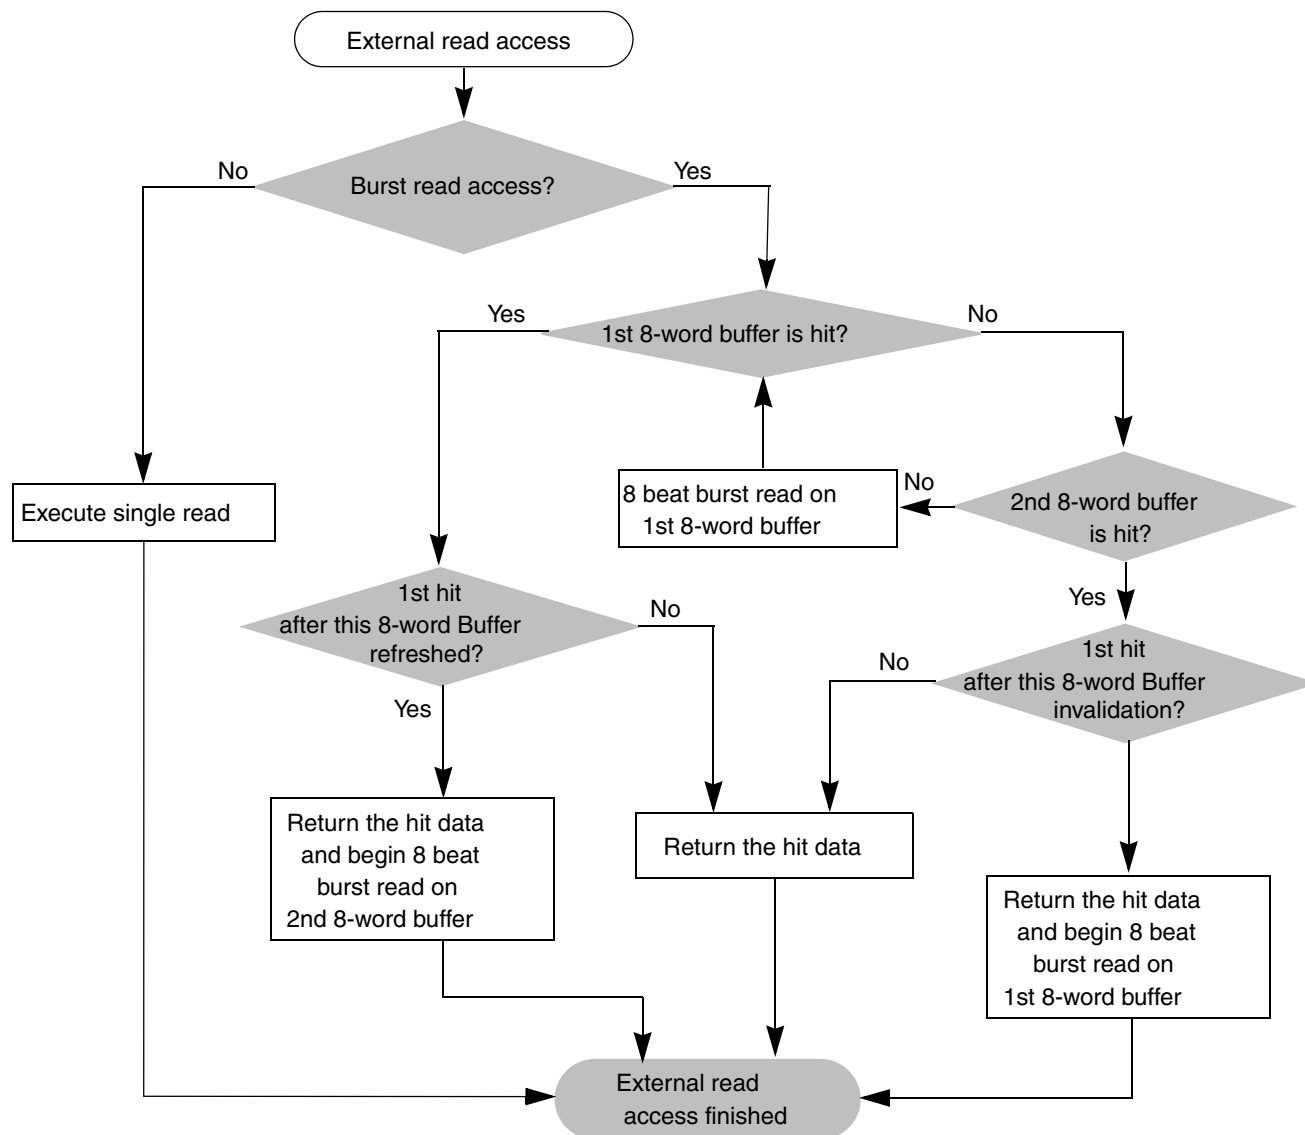 External read access
Burst read access?
No
Yes
1st 8-word buffer is hit?
Yes
No
8 beat burst read on
1st 8-word buffer
No
2nd 8-word buffer
is hit?
Execute single read
Yes
1st hit
after this 8-word Buffer
refreshed?
No
Yes
1st hit
after this 8-word Buffer
invalidation?
No
Return the hit data
and begin 8 beat
burst read on
2nd 8-word buffer
Return the hit data
Return the hit data
and begin 8 beat
burst read on
1st 8-word buffer
External read
access finished